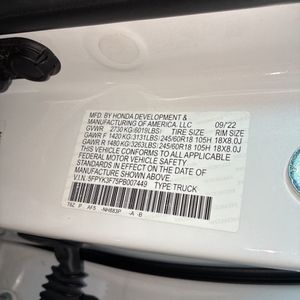 MFD. BY HONDA DEVELOPMENT &
MANUFACTURING OF AMERICA, LLC 09/22
GVWR 2730 KG(6019LBS) TIRE SIZE RIM SIZE
GAWR F 1420 KG(3131LBS) 245/60R18 105H 18X8.0J
GAWR R 1480 KG(3263LBS) 245/60R18 105H 18X8.0J
THIS VEHICLE CONFORMS TO ALL APPLICABLE
FEDERAL MOTOR VEHICLE SAFETY
STANDARDS IN EFFECT ON THE DATE OF
MANUFACTURE SHOWN ABOVE.
V.I.N. 5FPYK3F75PB007449 TYPE TRUCK
T6Z F AF5 -NH883P -A -B